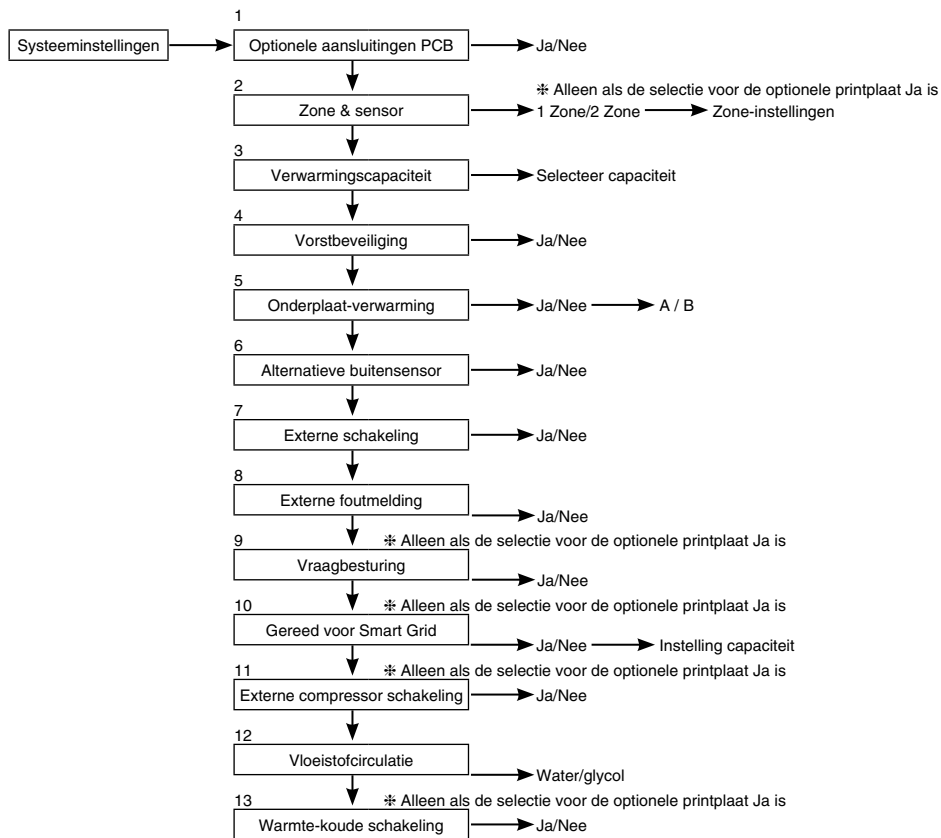 1
Systeeminstellingen Optionele aansluitingen PCB Ja/Nee
2
❈ Alleen als de selectie voor de optionele printplaat Ja is
Zone & sensor 1 Zone/2 Zone Zone-instellingen
3
Verwarmingscapaciteit Selecteer capaciteit
4
Vorstbeveiliging Ja/Nee
5
Onderplaat-verwarming Ja/Nee A / B
6
Alternatieve buitensensor Ja/Nee
7
Externe schakeling Ja/Nee
8
Externe foutmelding
Ja/Nee
9 ❈ Alleen als de selectie voor de optionele printplaat Ja is
Vraagbesturing
Ja/Nee
10 ❈ Alleen als de selectie voor de optionele printplaat Ja is
Gereed voor Smart Grid
Ja/Nee Instelling capaciteit
11 ❈ Alleen als de selectie voor de optionele printplaat Ja is
Externe compressor schakeling Ja/Nee
12
Vloeistofcirculatie
Water/glycol
13 ❈ Alleen als de selectie voor de optionele printplaat Ja is
Warmte-koude schakeling Ja/Nee